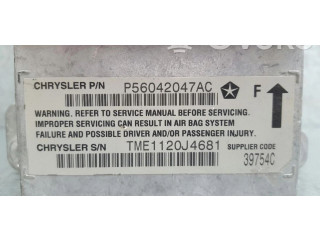 CHRYSLER P/N P56042047AC F
WARNING. REFER TO SERVICE MANUAL BEFORE SERVICING.
IMPROPER SERVICING CAN RESULT IN AIR BAG SYSTEM
FAILURE AND POSSIBLE DRIVER AND/OR PASSENGER INJURY.
CHRYSLER S/N TME1120J4681 SUPPLIER CODE
39754C